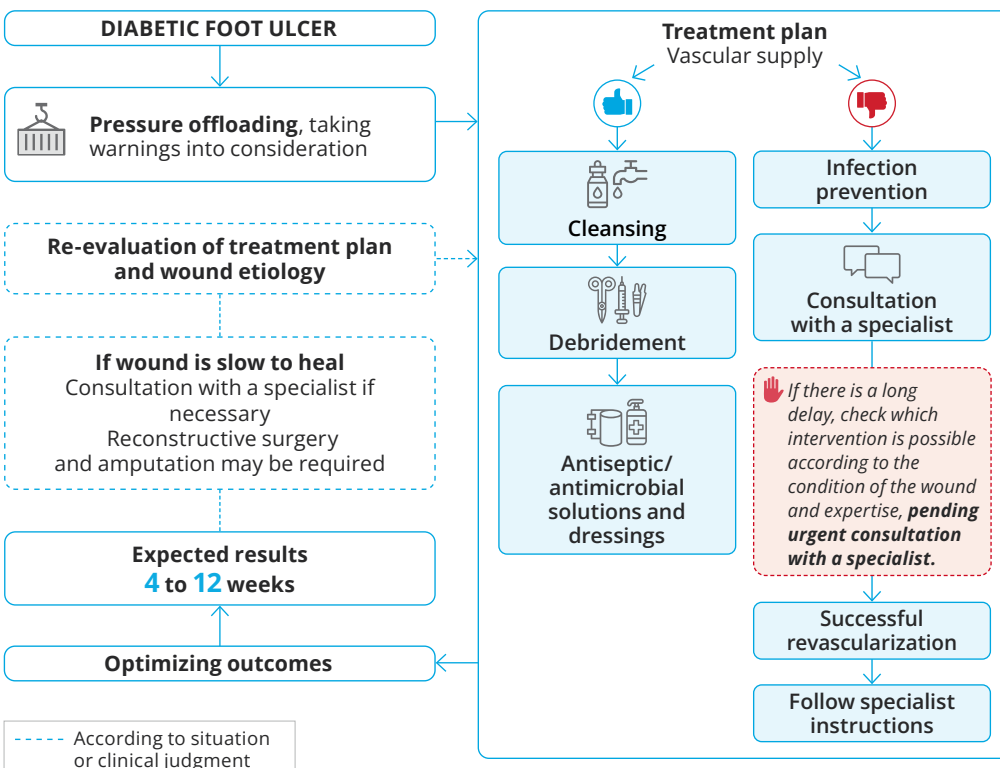 DIABETIC FOOT ULCER
Pressure offloading, taking
warnings into consideration
Re-evaluation of treatment plan
and wound etiology
If wound is slow to heal
Consultation with a specialist if
necessary
Reconstructive surgery
and amputation may be required
Expected results
4 to 12 weeks
Optimizing outcomes
According to situation
or clinical judgment
Treatment plan
Vascular supply
Cleansing
Debridement
Antiseptic/
antimicrobial
solutions and
dressings
Infection
prevention
Consultation
with a specialist
If there is a long
delay, check which
intervention is possible
according to the
condition of the wound
and expertise, pending
urgent consultation
with a specialist.
Successful
revascularization
Follow specialist
instructions